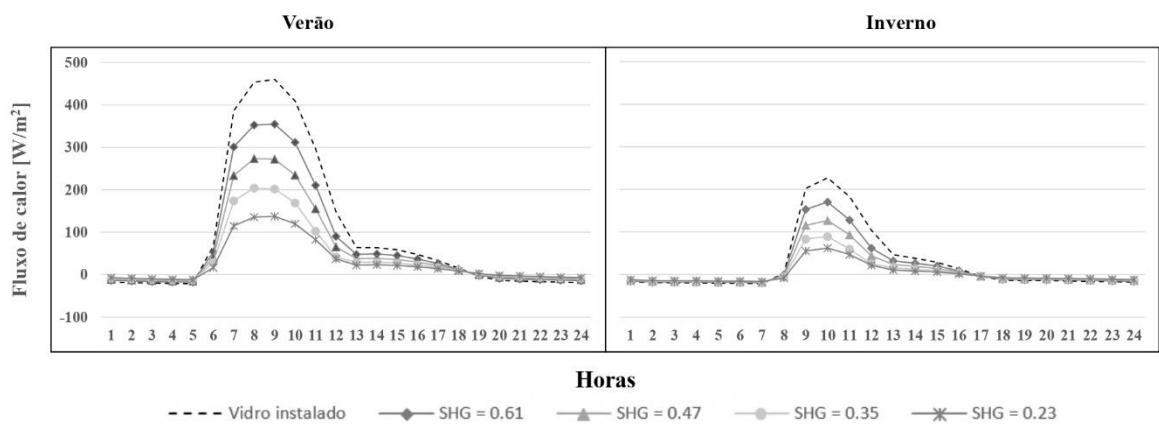 Verão
Inverno
Fluxo de calor [W/m²]
500
400
300
200
100
0
-100
1 2 3 4 5 6 7 8 9 10 11 12 13 14 15 16 17 18 19 20 21 22 23 24
1 2 3 4 5 6 7 8 9 10 11 12 13 14 15 16 17 18 19 20 21 22 23 24
Horas
Vidro instalado SHG = 0.61 SHG = 0.47 SHG = 0.35 SHG = 0.23